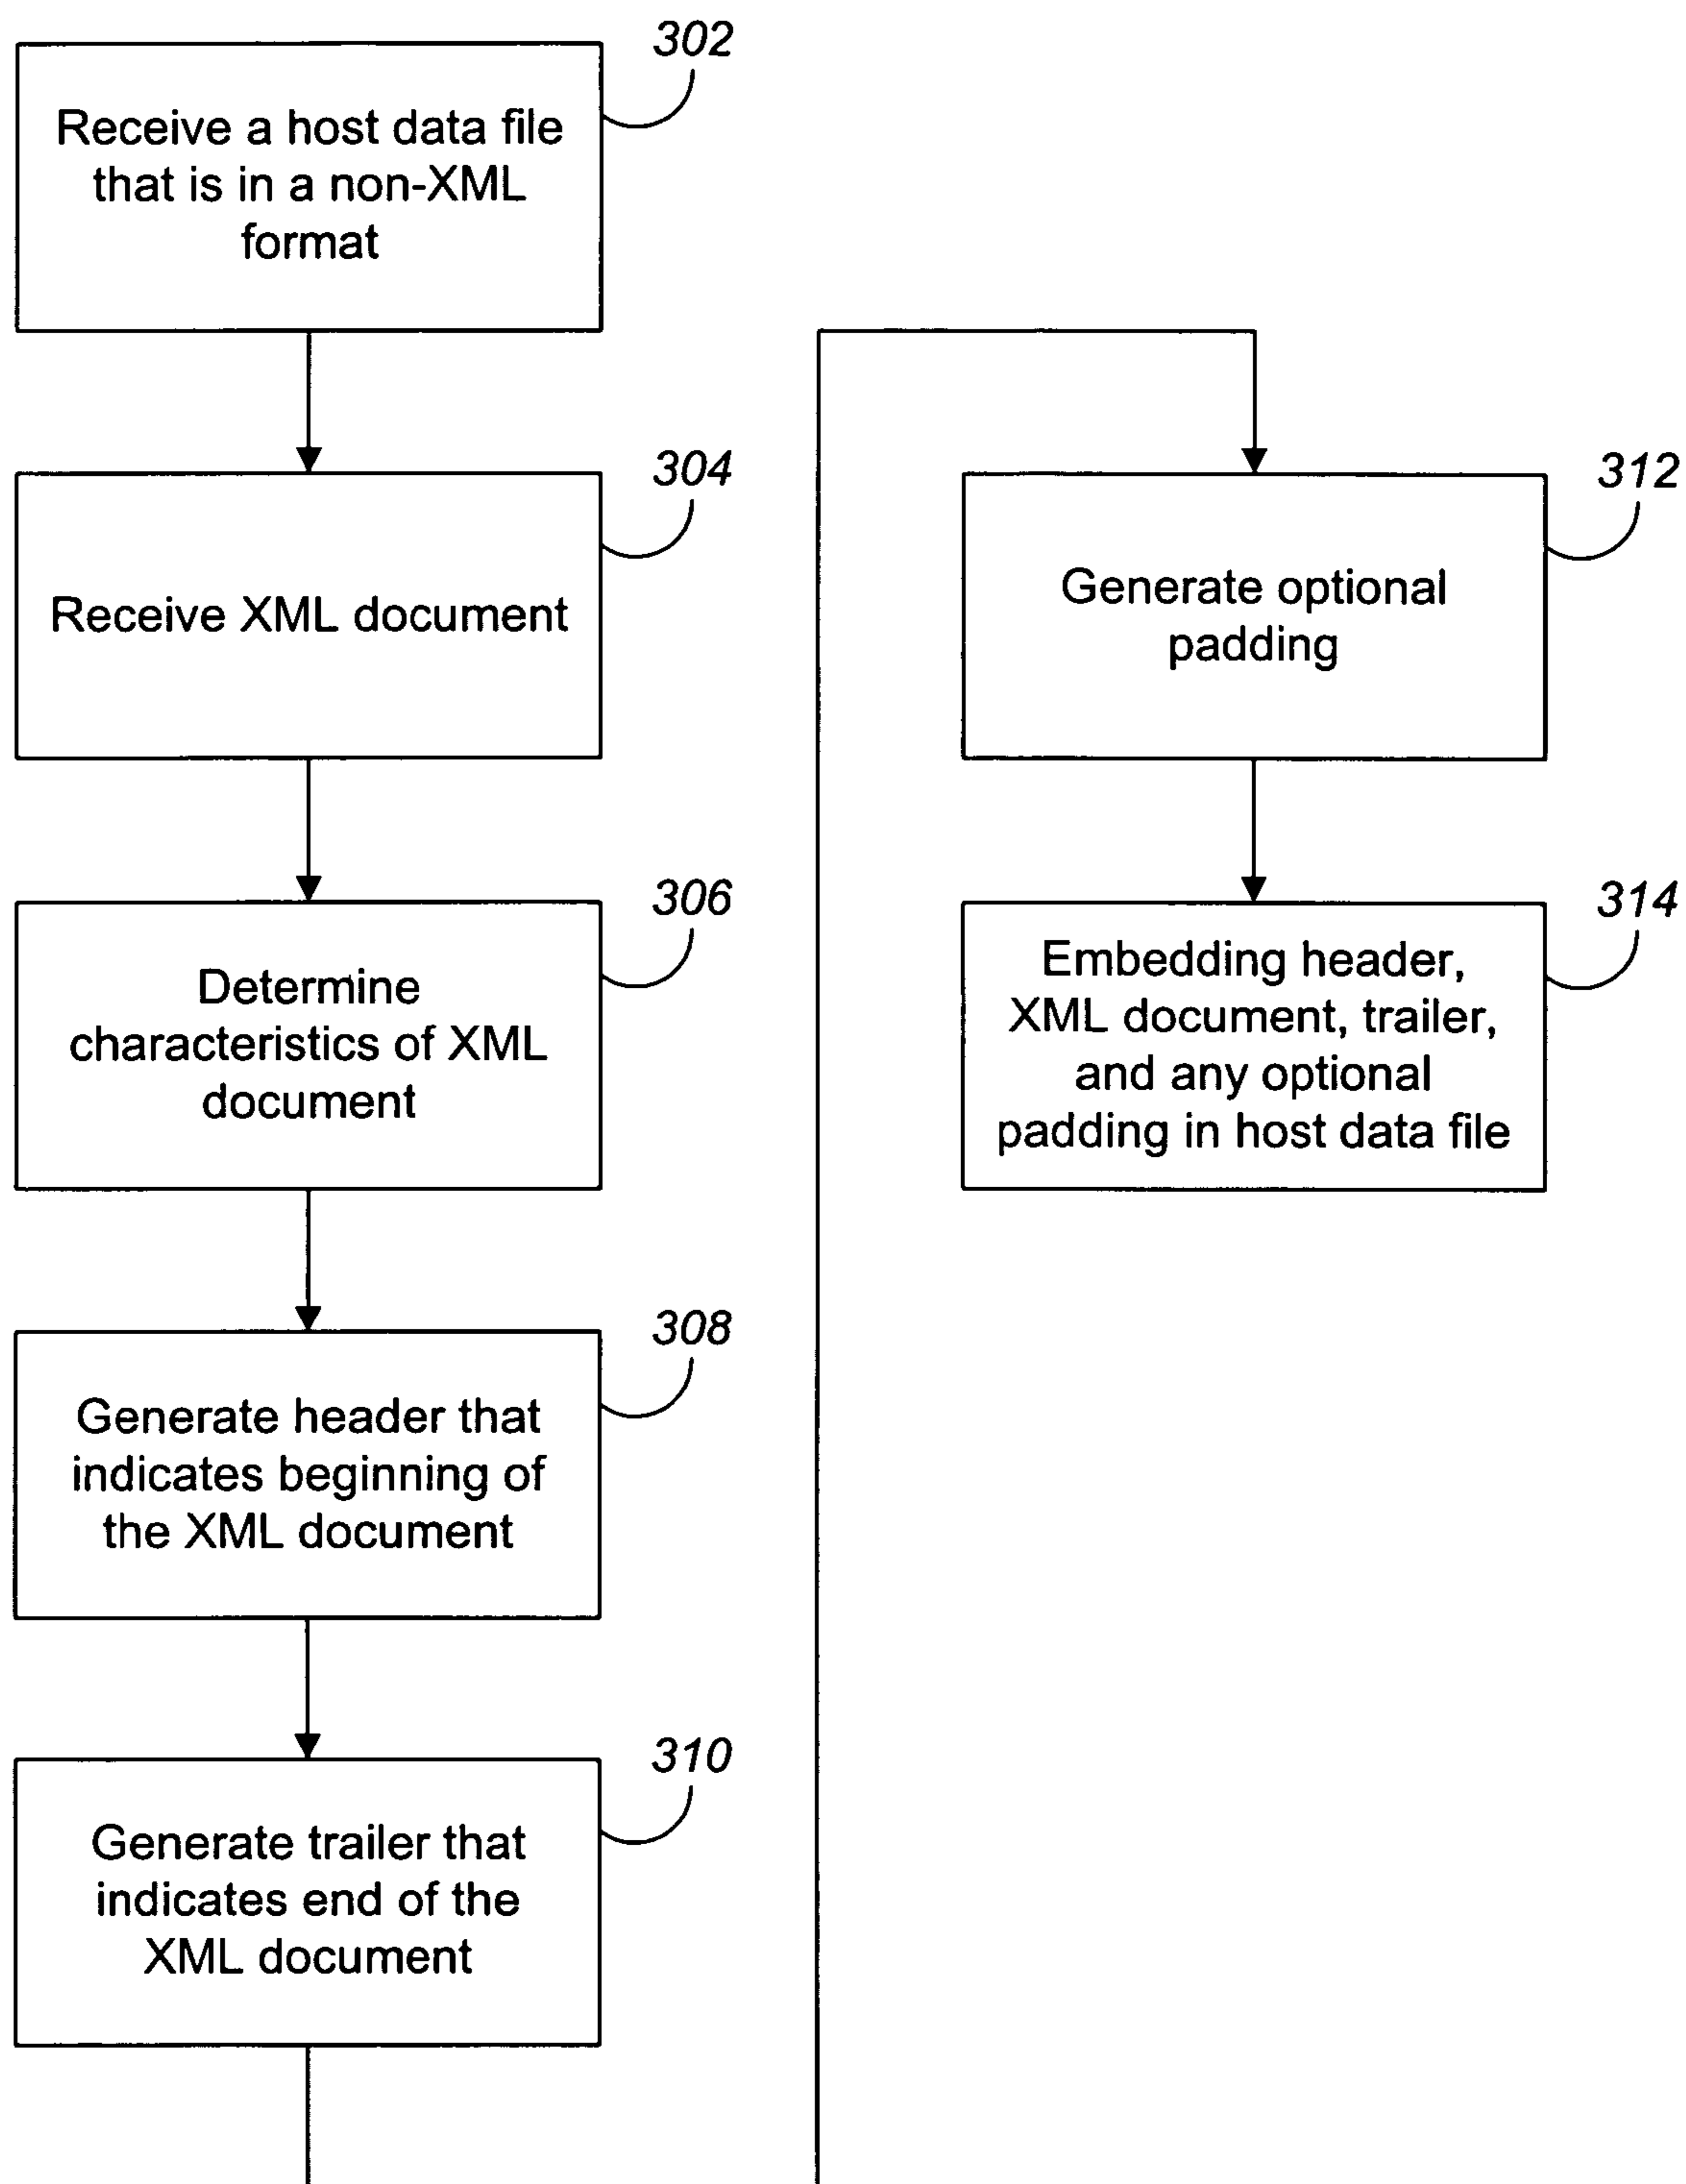 302
Receive a host data file
that is in a non-XML
format
304
Receive XML document
306
Determine
characteristics of XML
document
308
Generate header that
indicates beginning of
the XML document
310
Generate trailer that
indicates end of the
XML document
312
Generate optional
padding
314
Embedding header,
XML document, trailer,
and any optional
padding in host data file